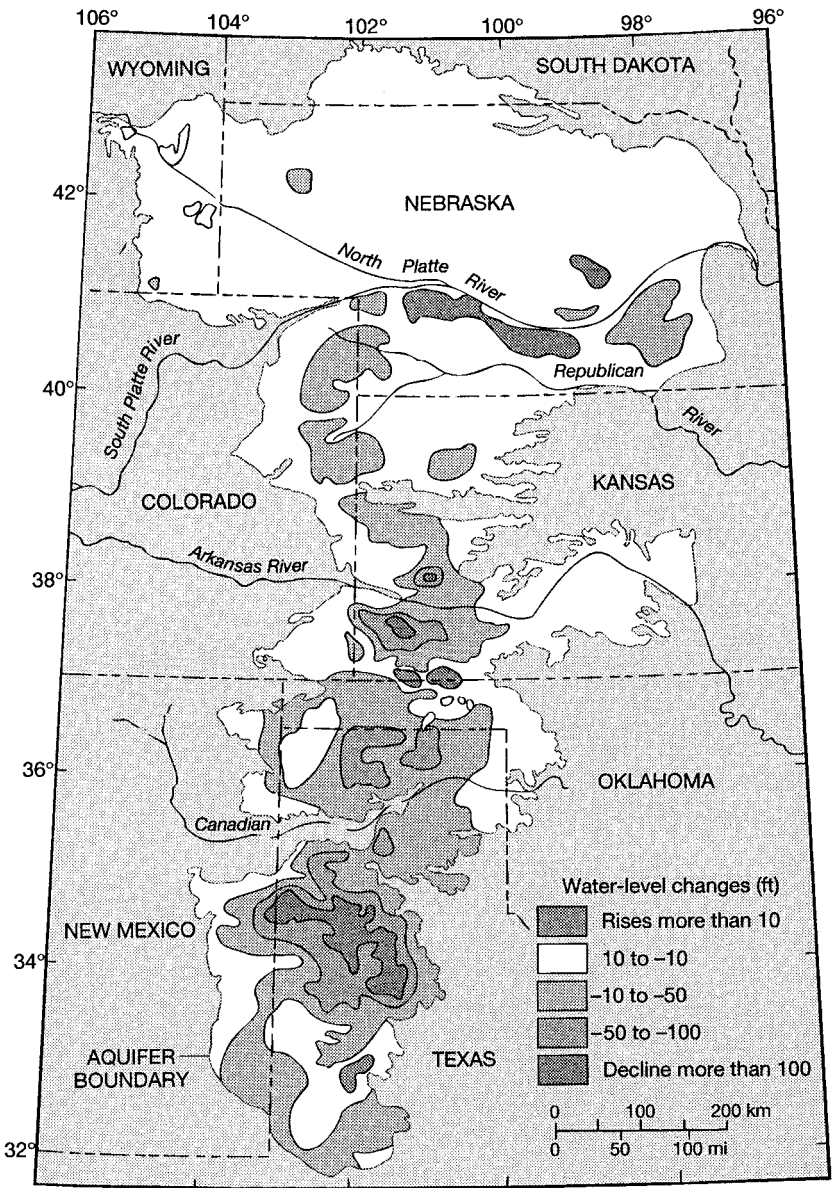 106° 104° 102° 100° 98° 96°
WYOMING
SOUTH DAKOTA
42°
NEBRASKA
North Platte River
South Platte River
40°
Republican River
KANSAS
COLORADO
Arkansas River
38°
36°
OKLAHOMA
Canadian
Water-level changes (ft)
NEW MEXICO
Rises more than 10
34°
10 to –10
–10 to –50
–50 to –100
AQUIFER
BOUNDARY
TEXAS
Decline more than 100
0 100 200 km
0 50 100 mi
32°